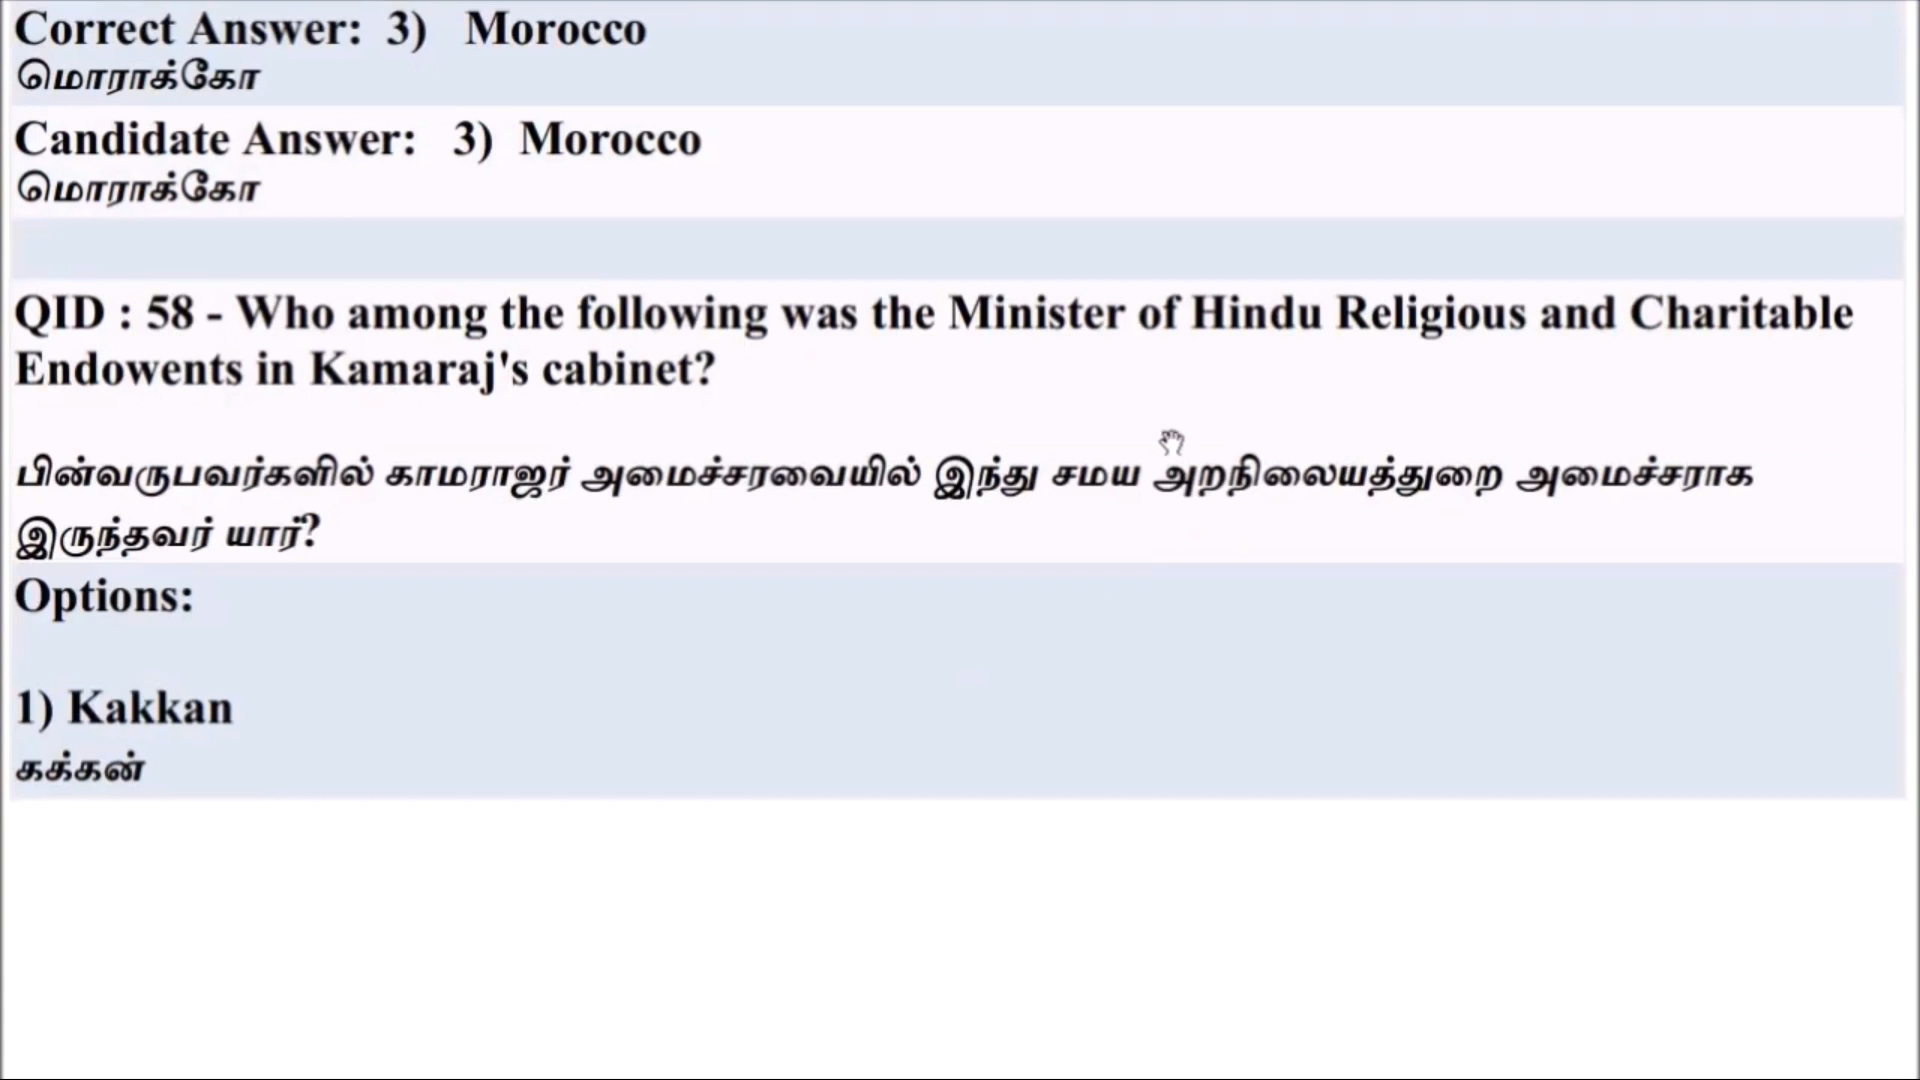 Correct Answer: 3) Morocco
மொராக்கோ
Candidate Answer: 3) Morocco
மொராக்கோ
QID : 58 - Who among the following was the Minister of Hindu Religious and Charitable
Endowents in Kamaraj's cabinet?
பின்வருபவர்களில் காமராஜர் அமைச்சரவையில் இந்து சமய அறநிலையத்துறை அமைச்சராக
இருந்தவர் யார்?
Options:
1) Kakkan
கக்கன்